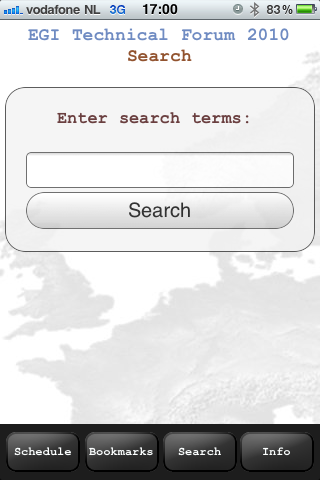 vodafone NL 3G 17:00 83%
EGI Technical Forum 2010
Search
Enter search terms:
Search
Schedule Bookmarks Search Info